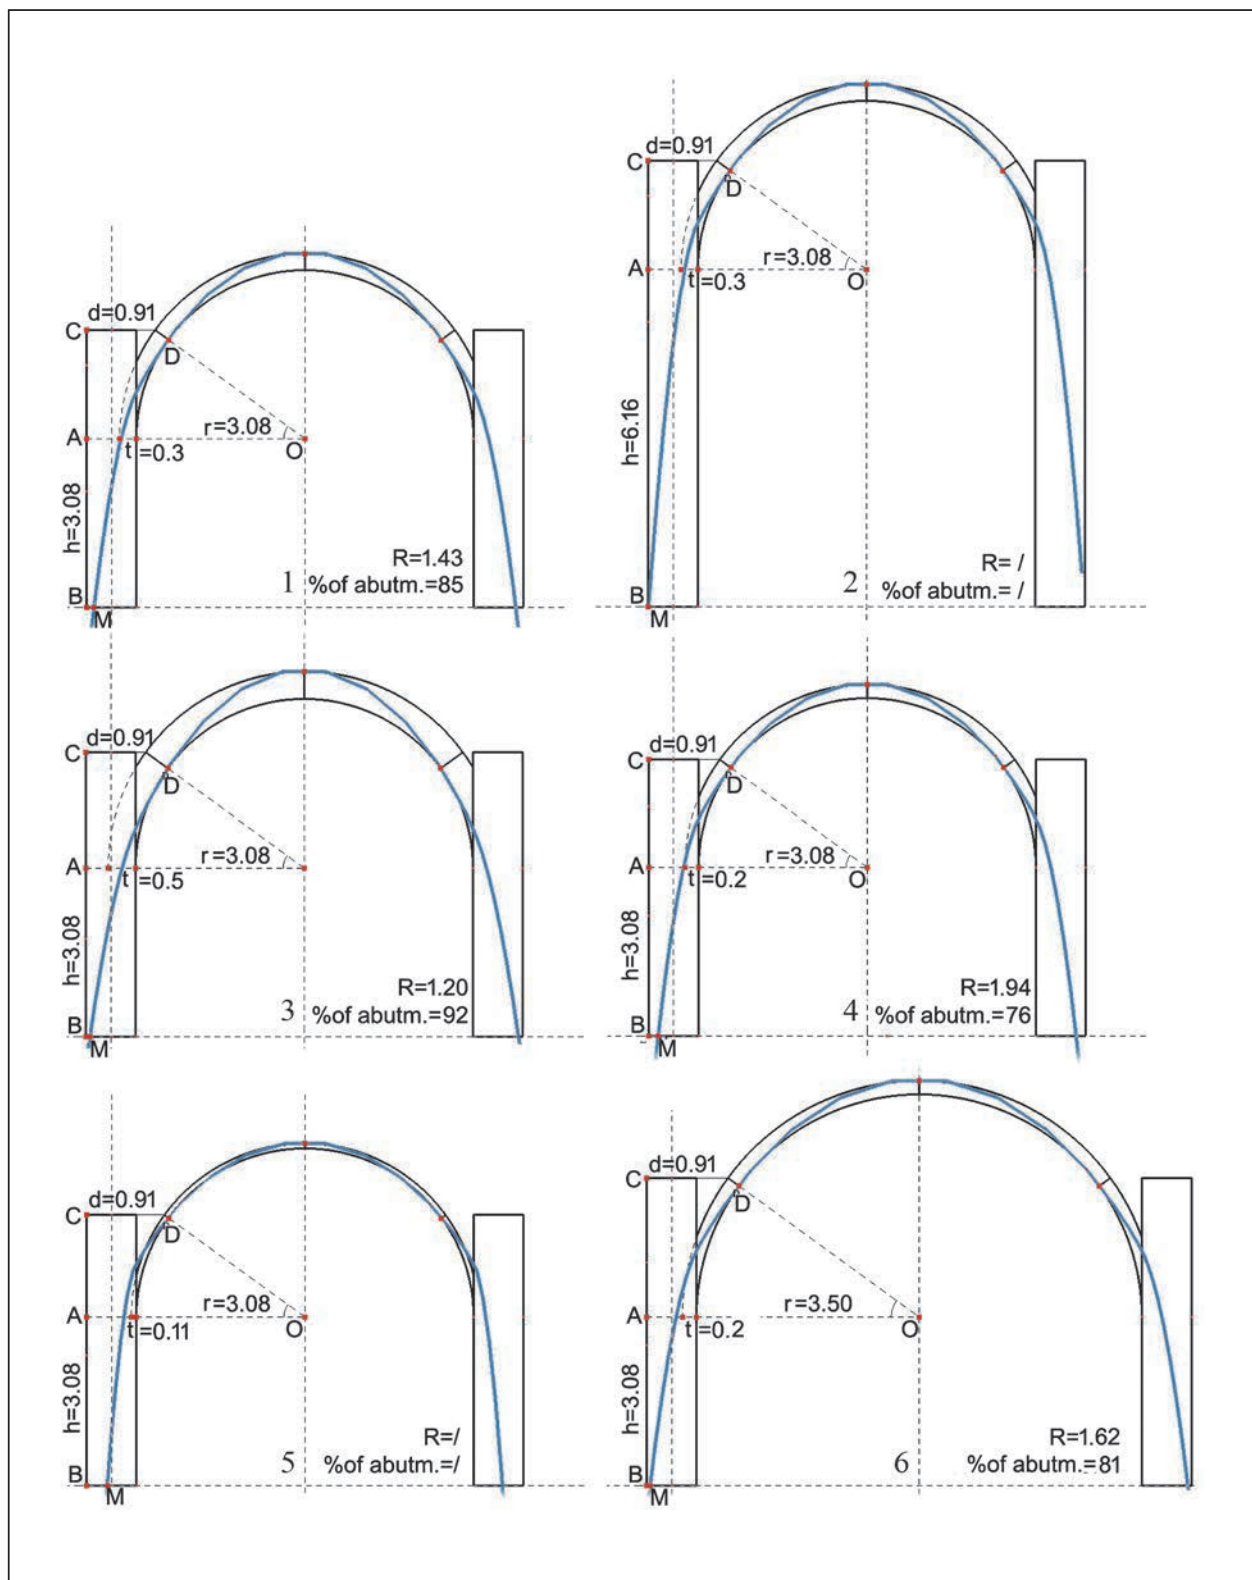 C
d=0.91
D
A
t=0.3
r=3.08
O
h=3.08
R=1.43
1
%of abutm.=85
B
M
C
d=0.91
D
A
t=0.3
r=3.08
O
h=6.16
R= /
2
%of abutm.= /
B
M
C
d=0.91
D
A
t=0.5
r=3.08
h=3.08
R=1.20
3
%of abutm.=92
B
M
C
d=0.91
D
A
t=0.2
r=3.08
O
h=3.08
R=1.94
4
%of abutm.=76
B
M
C
d=0.91
D
A
t=0.11
r=3.08
O
h=3.08
R=/
5
%of abutm.=/
B
M
C
d=0.91
D
A
t=0.2
r=3.50
O
h=3.08
R=1.62
6
%of abutm.=81
B
M